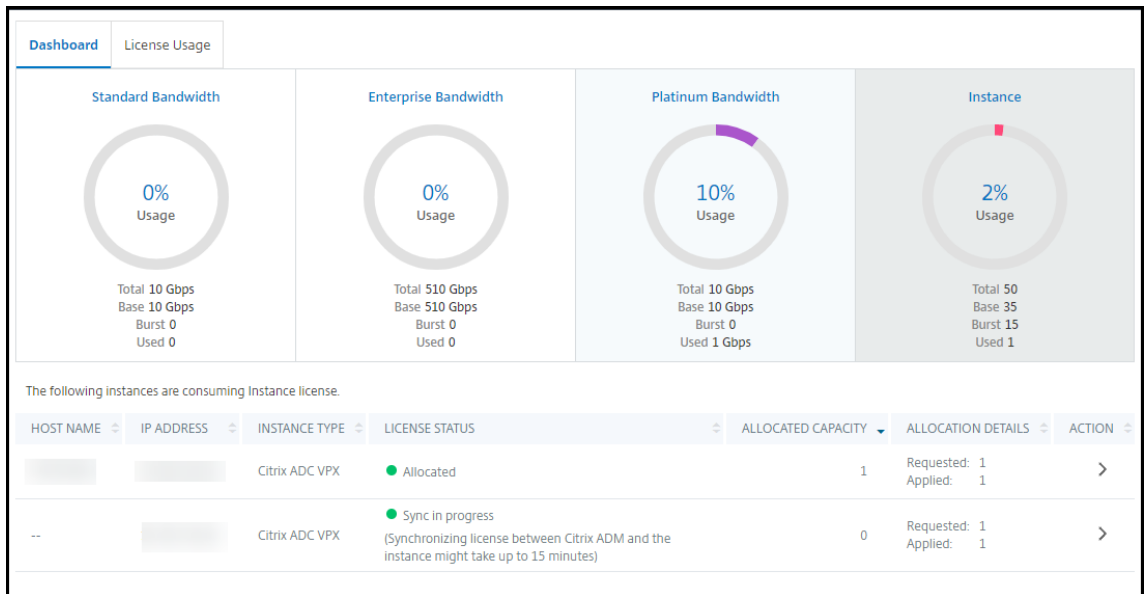 Dashboard License Usage
Standard Bandwidth Enterprise Bandwidth Platinum Bandwidth Instance
0% 0% 10% 2%
Usage Usage Usage Usage
Total 10 Gbps Total 510 Gbps Total 10 Gbps Total 50
Base 10 Gbps Base 510 Gbps Base 10 Gbps Base 35
Burst 0 Burst 0 Burst 0 Burst 15
Used 0 Used 0 Used 1 Gbps Used 1
The following instances are consuming Instance license.
HOST NAME IP ADDRESS INSTANCE TYPE LICENSE STATUS ALLOCATED CAPACITY ALLOCATION DETAILS ACTION
Citrix ADC VPX Allocated 1 Requested: 1
Applied: 1
-- Citrix ADC VPX Sync in progress 0 Requested: 1
(Synchronizing license between Citrix ADM and the Applied: 1
instance might take up to 15 minutes)